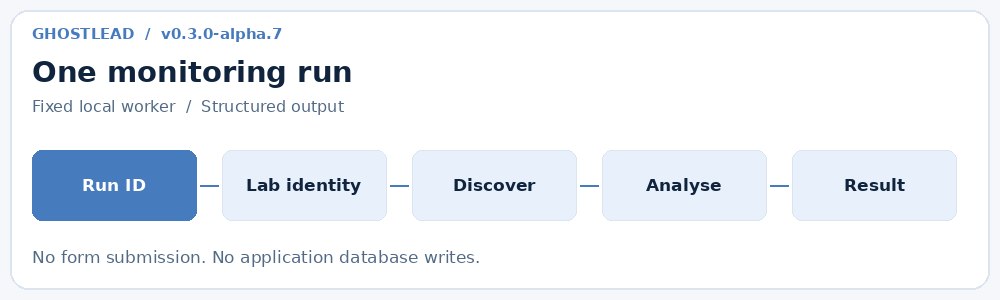 GHOSTLEAD / v0.3.0-alpha.7
One monitoring run
Fixed local worker / Structured output
Run ID
Lab identity
Discover
Analyse
Result
No form submission. No application database writes.